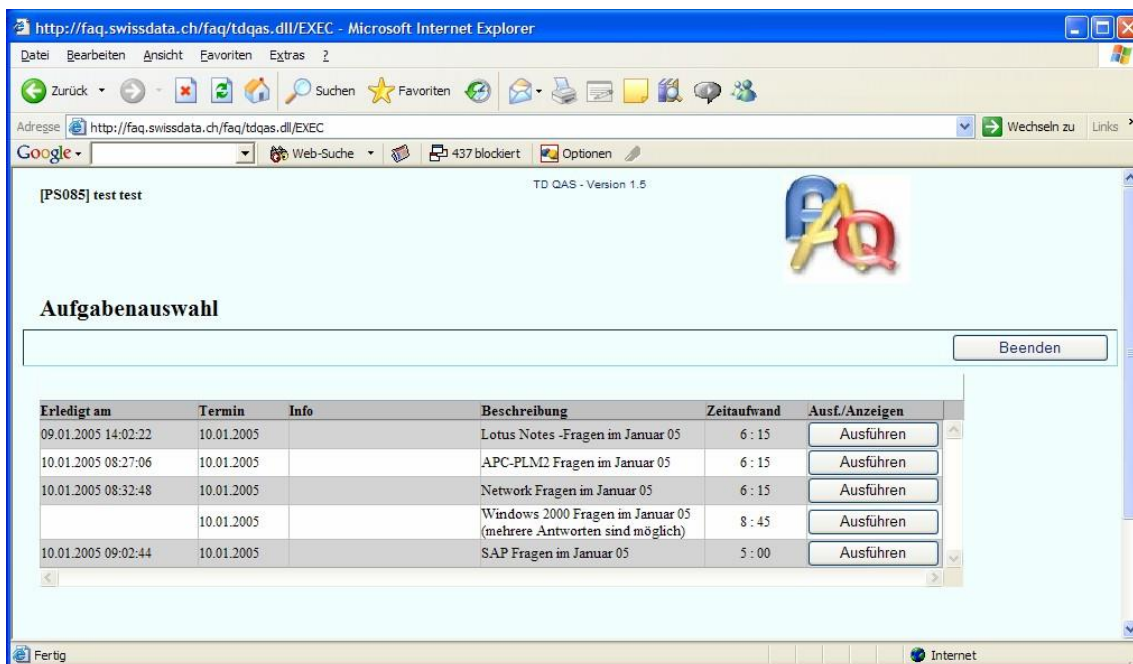 http://faq.swissdata.ch/faq/tdqas.dll/EXEC - Microsoft Internet Explorer
Datei Bearbeiten Ansicht Favoriten Extras ?
Zurück Suchen Favoriten
Adresse http://faq.swissdata.ch/faq/tdqas.dll/EXEC Wechseln zu Links
Google Web-Suche 437 blockiert Optionen
[PS085] test test TD QAS - Version 1.5
FAQ
Aufgabenauswahl
Beenden
Erledigt am Termin Info Beschreibung Zeitaufwand Ausf./Anzeigen
09.01.2005 14:02:22 10.01.2005 Lotus Notes -Fragen im Januar 05 6 : 15 Ausführen
10.01.2005 08:27:06 10.01.2005 APC-PLM2 Fragen im Januar 05 6 : 15 Ausführen
10.01.2005 08:32:48 10.01.2005 Network Fragen im Januar 05 6 : 15 Ausführen
10.01.2005 Windows 2000 Fragen im Januar 05 8 : 45 Ausführen
(mehrere Antworten sind möglich)
10.01.2005 09:02:44 10.01.2005 SAP Fragen im Januar 05 5 : 00 Ausführen
Fertig Internet